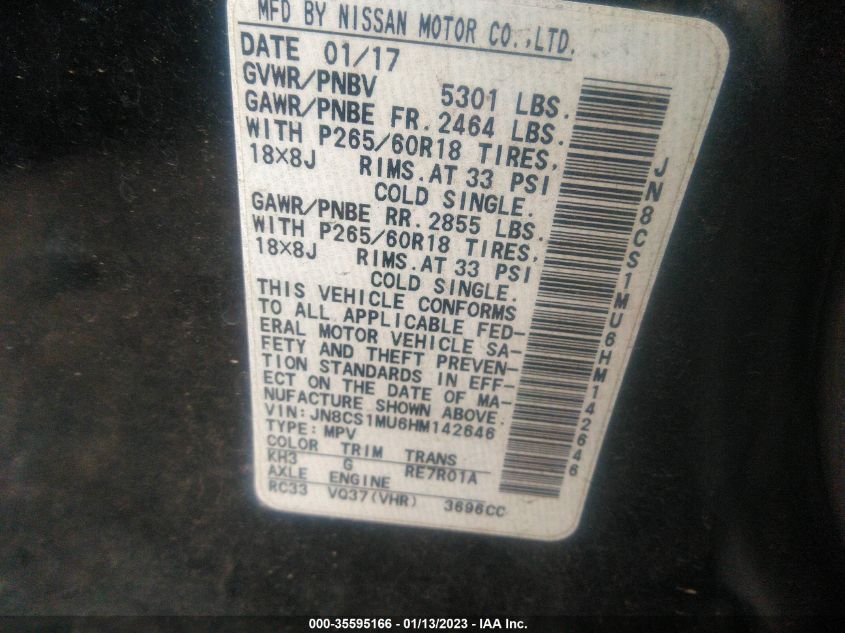 MFD BY NISSAN MOTOR CO.,LTD.
DATE 01/17
GVWR/PNBV 5301 LBS.
GAWR/PNBE FR. 2464 LBS.
WITH P265/60R18 TIRES,
18×8J RIMS.AT 33 PSI
COLD SINGLE.
GAWR/PNBE RR. 2855 LBS.
WITH P265/60R18 TIRES,
18×8J RIMS.AT 33 PSI
COLD SINGLE.
THIS VEHICLE CONFORMS
TO ALL APPLICABLE FED-
ERAL MOTOR VEHICLE SA-
FETY AND THEFT PREVEN-
TION STANDARDS IN EFF-
ECT ON THE DATE OF MA-
NUFACTURE SHOWN ABOVE.
VIN:JN8CS1MU6HM142646
TYPE:MPV
COLOR TRIM TRANS
KH3 G RE7R01A
AXLE ENGINE
RC33 VQ37(VHR) 3696CC
JN8CS1MU6HM142646
000-35595166 - 01/13/2023 - IAA Inc.